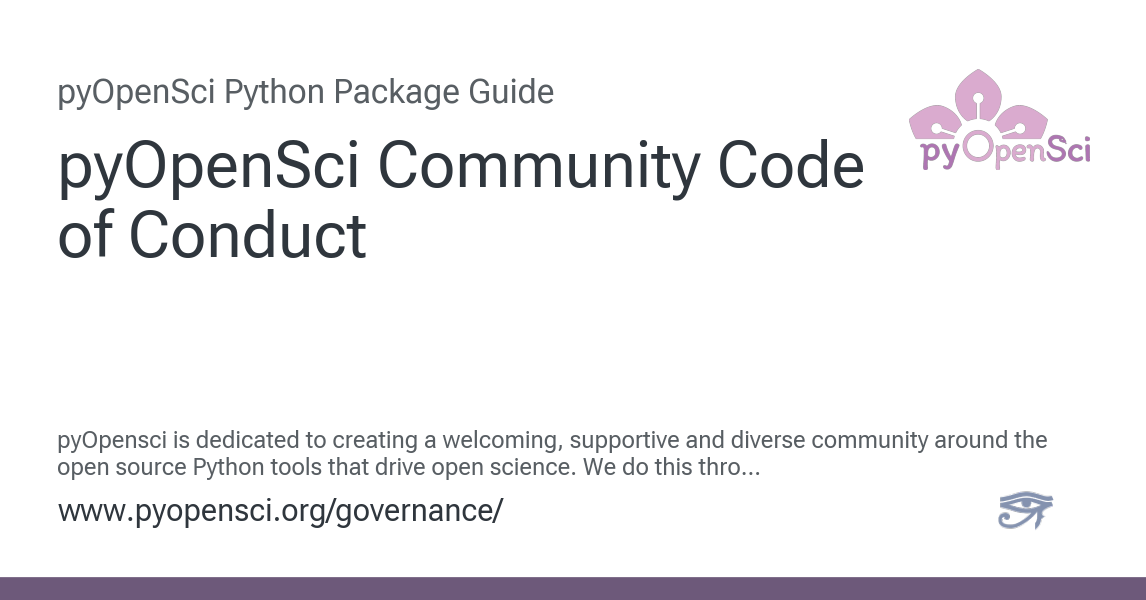 pyOpenSci Python Package Guide
pyOpenSci Community Code
of Conduct
pyOpenSci
pyOpensci is dedicated to creating a welcoming, supportive and diverse community around the
open source Python tools that drive open science. We do this thro...
www.pyopensci.org/governance/